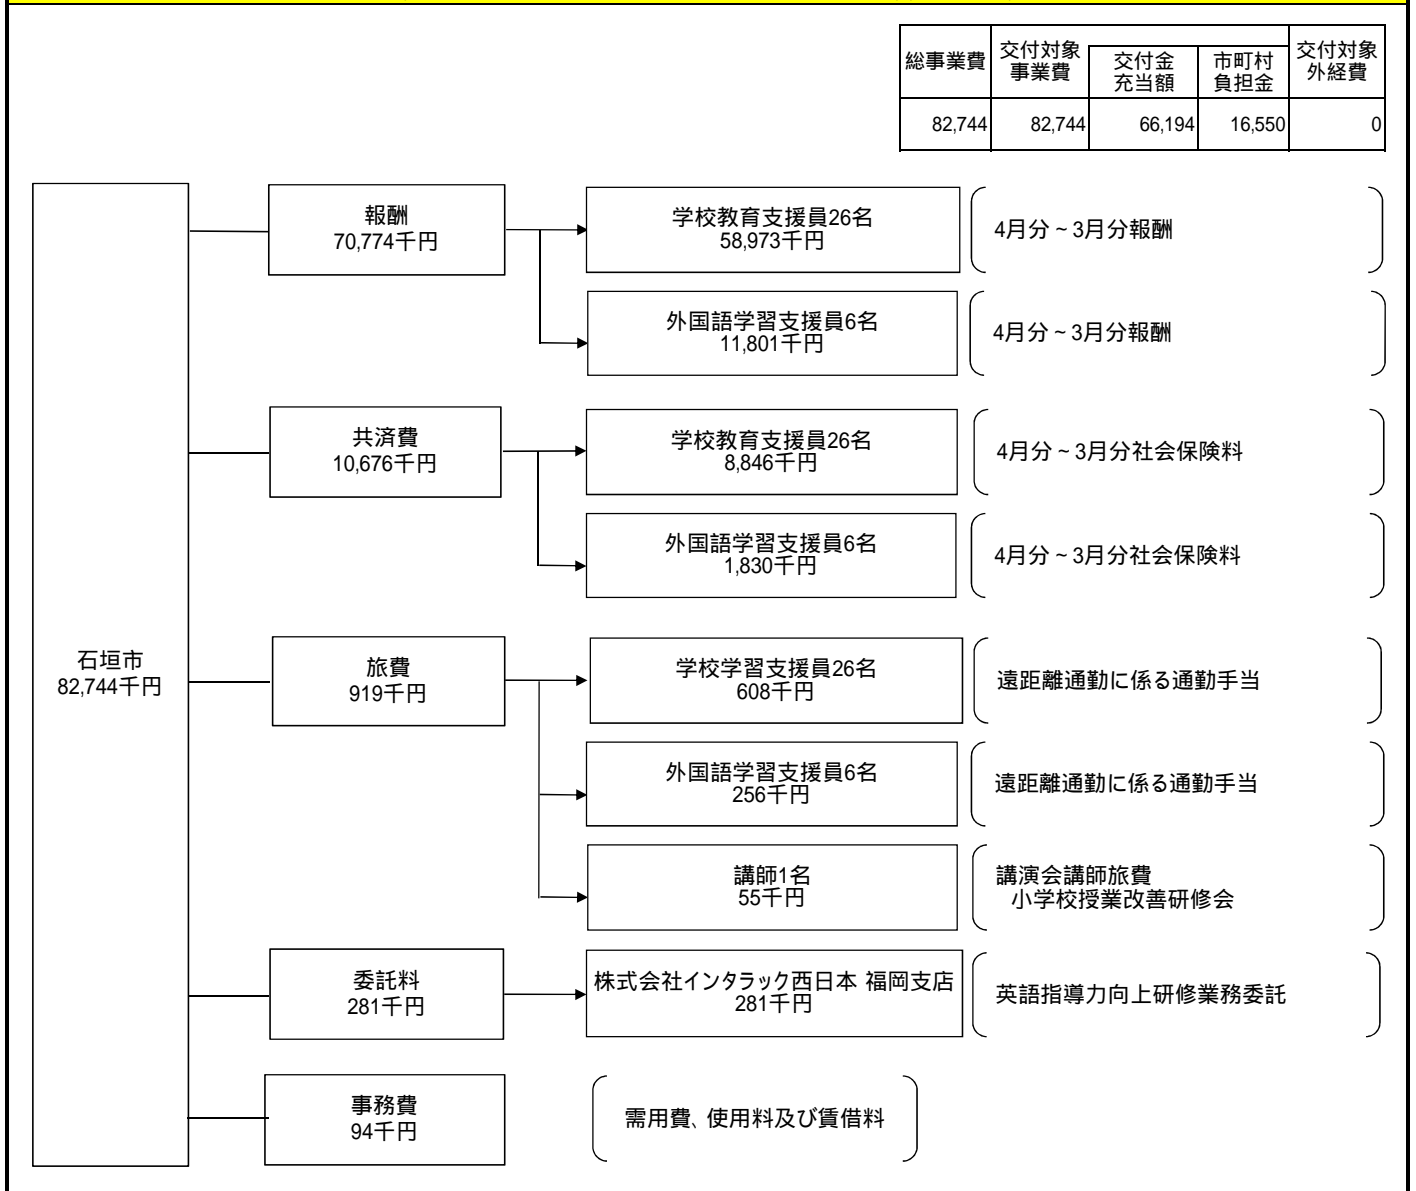 総事業費
交付対象
事業費
交付金
充当額
市町村
負担金
交付対象
外経費
82,744
82,744
66,194
16,550
0
石垣市
82,744千円
報酬
70,774千円
学校教育支援員26名
58,973千円
4月分~3月分報酬
外国語学習支援員6名
11,801千円
4月分~3月分報酬
共済費
10,676千円
学校教育支援員26名
8,846千円
4月分~3月分社会保険料
外国語学習支援員6名
1,830千円
4月分~3月分社会保険料
旅費
919千円
学校学習支援員26名
608千円
遠距離通勤に係る通勤手当
外国語学習支援員6名
256千円
遠距離通勤に係る通勤手当
講師1名
55千円
講演会講師旅費
小学校授業改善研修会
委託料
281千円
株式会社インタラック西日本 福岡支店
281千円
英語指導力向上研修業務委託
事務費
94千円
需用費、使用料及び賃借料